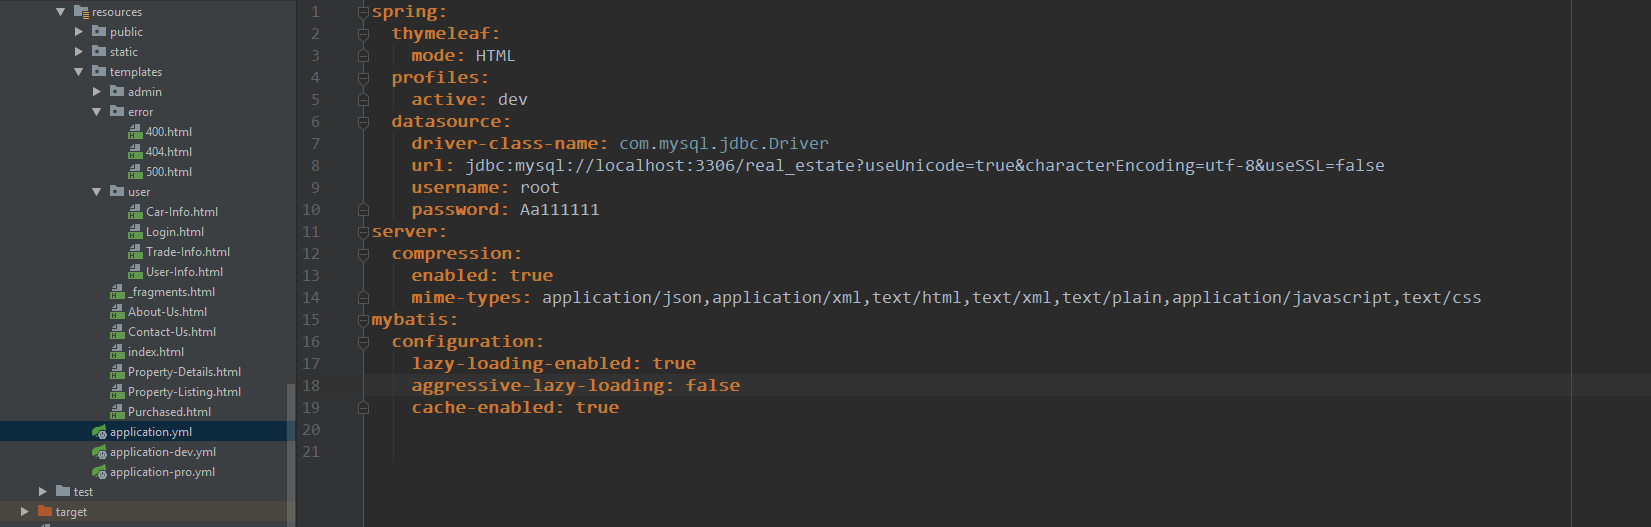 resources
public
static
templates
admin
error
400.html
404.html
500.html
user
Car-Info.html
Login.html
Trade-Info.html
User-Info.html
_fragments.html
About-Us.html
Contact-Us.html
index.html
Property-Details.html
Property-Listing.html
Purchased.html
application.yml
application-dev.yml
application-pro.yml
test
target
1 spring:
2 thymeleaf:
3 mode: HTML
4 profiles:
5 active: dev
6 datasource:
7 driver-class-name: com.mysql.jdbc.Driver
8 url: jdbc:mysql://localhost:3306/real_estate?useUnicode=true&characterEncoding=utf-8&useSSL=false
9 username: root
10 password: Aa111111
11 server:
12 compression:
13 enabled: true
14 mime-types: application/json,application/xml,text/html,text/xml,text/plain,application/javascript,text/css
15 mybatis:
16 configuration:
17 lazy-loading-enabled: true
18 aggressive-lazy-loading: false
19 cache-enabled: true
20
21